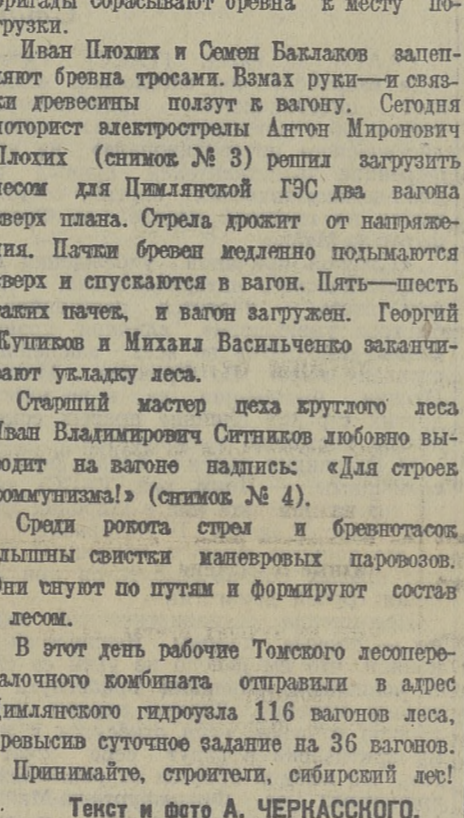 бригады сбрасывают бревна к месту по-
грузки.
Иван Плохих и Семен Баклаков зацеп-
ляют бревна тросами. Взмах руки—и связ-
ки древесины ползут к вагону. Сегодня
моторист электрострелы Антон Миронович
Плохих (снимок № 3) решил загрузить
лесом для Цимлянской ГЭС два вагона
сверх плана. Стрела дрожит от напряже-
ния. Пачки бревен медленно подымаются
вверх и спускаются в вагон. Пять—шесть
таких пачек, и вагон загружен. Георгий
Купиков и Михаил Васильченко заканчи-
вают укладку леса.
Старший мастер цеха круглого леса
Иван Владимирович Ситников любовно вы-
водит на вагоне надпись: «Для строек
коммунизма!» (снимок № 4).
Среди рокота стрел и бревнотасок
слышны свистки маневровых паровозов.
Они снуют по путям и формируют состав
лесом.
В этот день рабочие Томского лесопере-
валочного комбината отправили в адрес
Цимлянского гидроузла 116 вагонов леса,
превысив суточное задание на 36 вагонов.
Принимайте, строители, сибирский лес!
Текст и фото А. ЧЕРКАССКОГО.